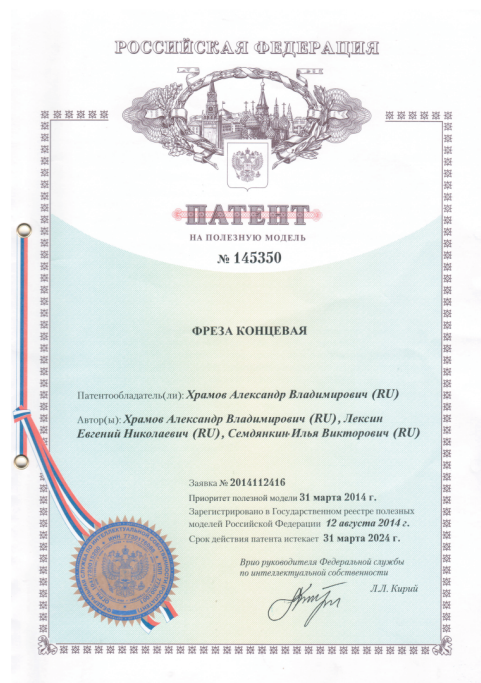 РОССИЙСКАЯ ФЕДЕРАЦИЯ
ПАТЕНТ
НА ПОЛЕЗНУЮ МОДЕЛЬ
№ 145350
ФРЕЗА КОНЦЕВАЯ
Патентообладатель(ли): Храмов Александр Владимирович (RU)
Автор(ы): Храмов Александр Владимирович (RU), Лексин
Евгений Николаевич (RU), Семдянкин Илья Викторович (RU)
Заявка № 2014112416
Приоритет полезной модели 31 марта 2014 г.
Зарегистрировано в Государственном реестре полезных
моделей Российской Федерации 12 августа 2014 г.
Срок действия патента истекает 31 марта 2024 г.
Врио руководителя Федеральной службы
по интеллектуальной собственности
Л.Л. Кирий